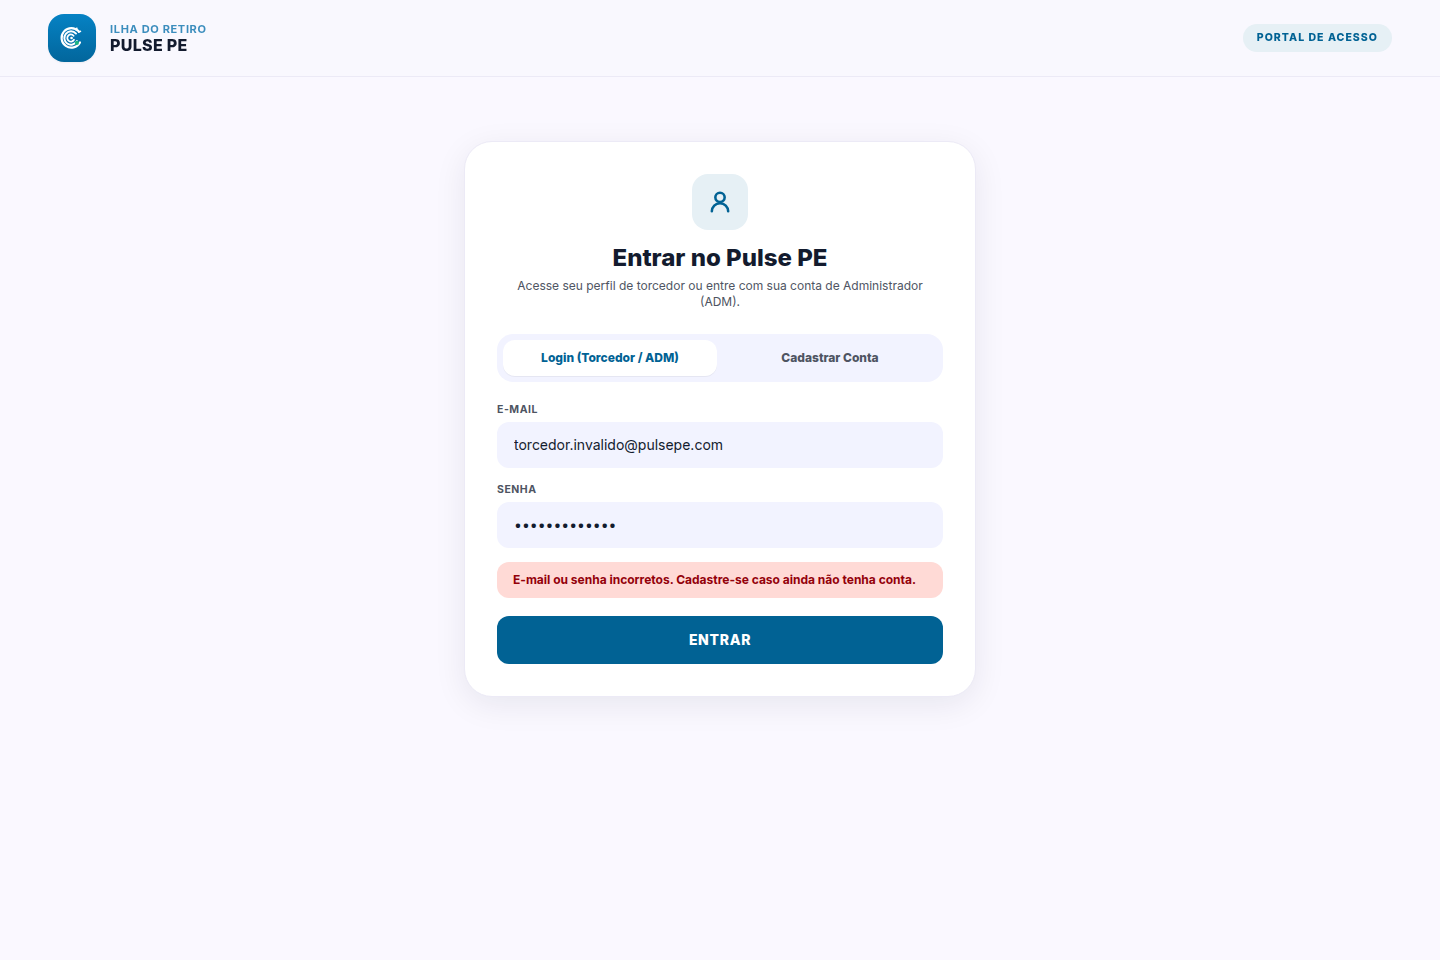 ILHA DO RETIRO
PULSE PE
PORTAL DE ACESSO
Entrar no Pulse PE
Acesse seu perfil de torcedor ou entre com sua conta de Administrador
(ADM).
Login (Torcedor / ADM)
Cadastrar Conta
E-MAIL
torcedor.invalido@pulsepe.com
SENHA
•••••••••••••
E-mail ou senha incorretos. Cadastre-se caso ainda não tenha conta.
ENTRAR